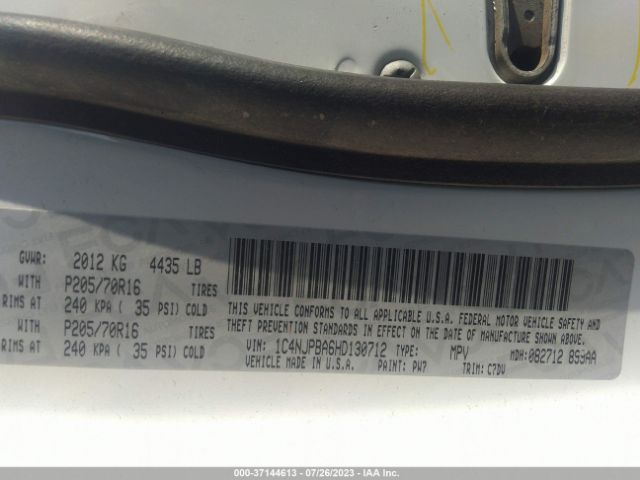 GVWR: 2012 KG 4435 LB
WITH P205/70R16 TIRES
RIMS AT 240 KPA ( 35 PSI) COLD
WITH P205/70R16 TIRES
RIMS AT 240 KPA ( 35 PSI) COLD
THIS VEHICLE CONFORMS TO ALL APPLICABLE U.S.A. FEDERAL MOTOR VEHICLE SAFETY AND
THEFT PREVENTION STANDARDS IN EFFECT ON THE DATE OF MANUFACTURE SHOWN ABOVE.
VIN: 1C4NJPBA6HD130712 TYPE: MPV MDH: 082712 899AA
VEHICLE MADE IN U.S.A. PAINT: PW7 TRIM: C7DV
000-37144613 - 07/26/2023 - IAAI.COM